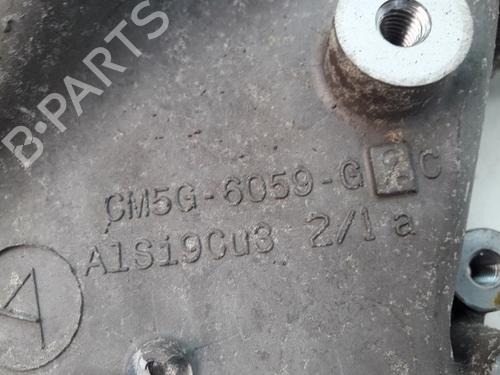 B-PARTS
CM5G-6059-G2C
AlSi9Cu3 2/1 a